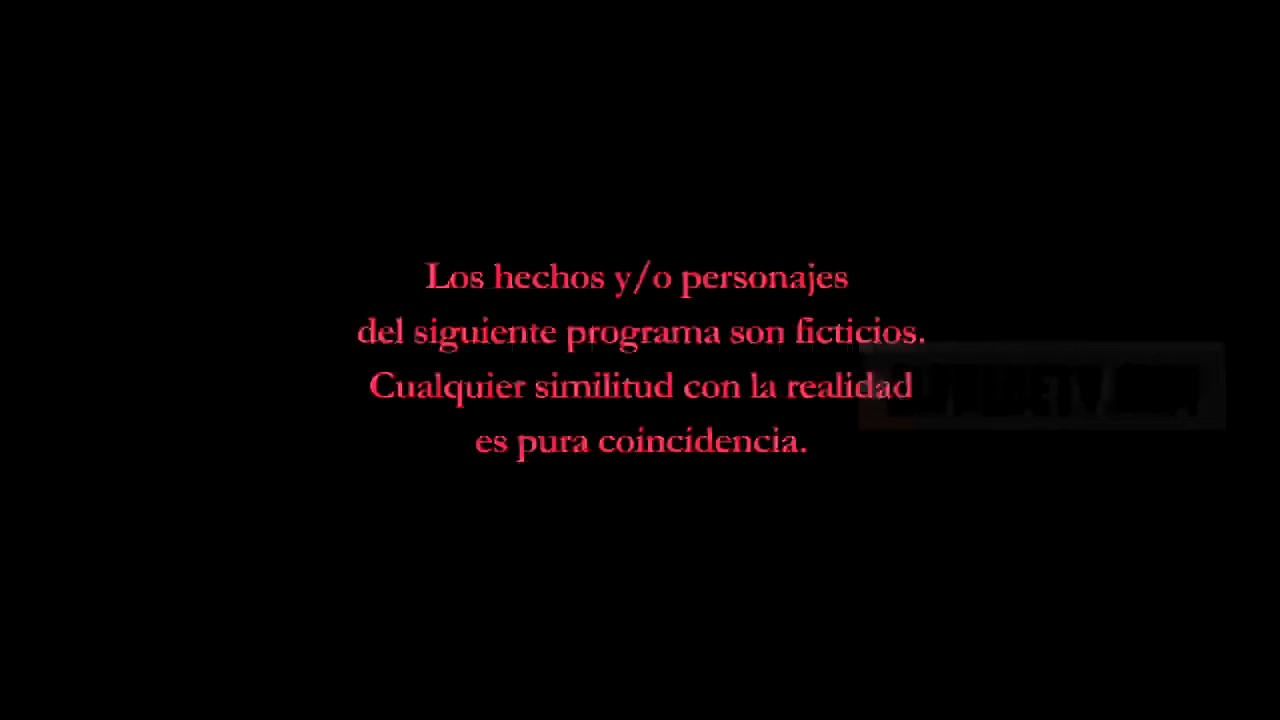 Los hechos y/o personajes
del siguiente programa son ficticios.
Cualquier similitud con la realidad
es pura coincidencia.